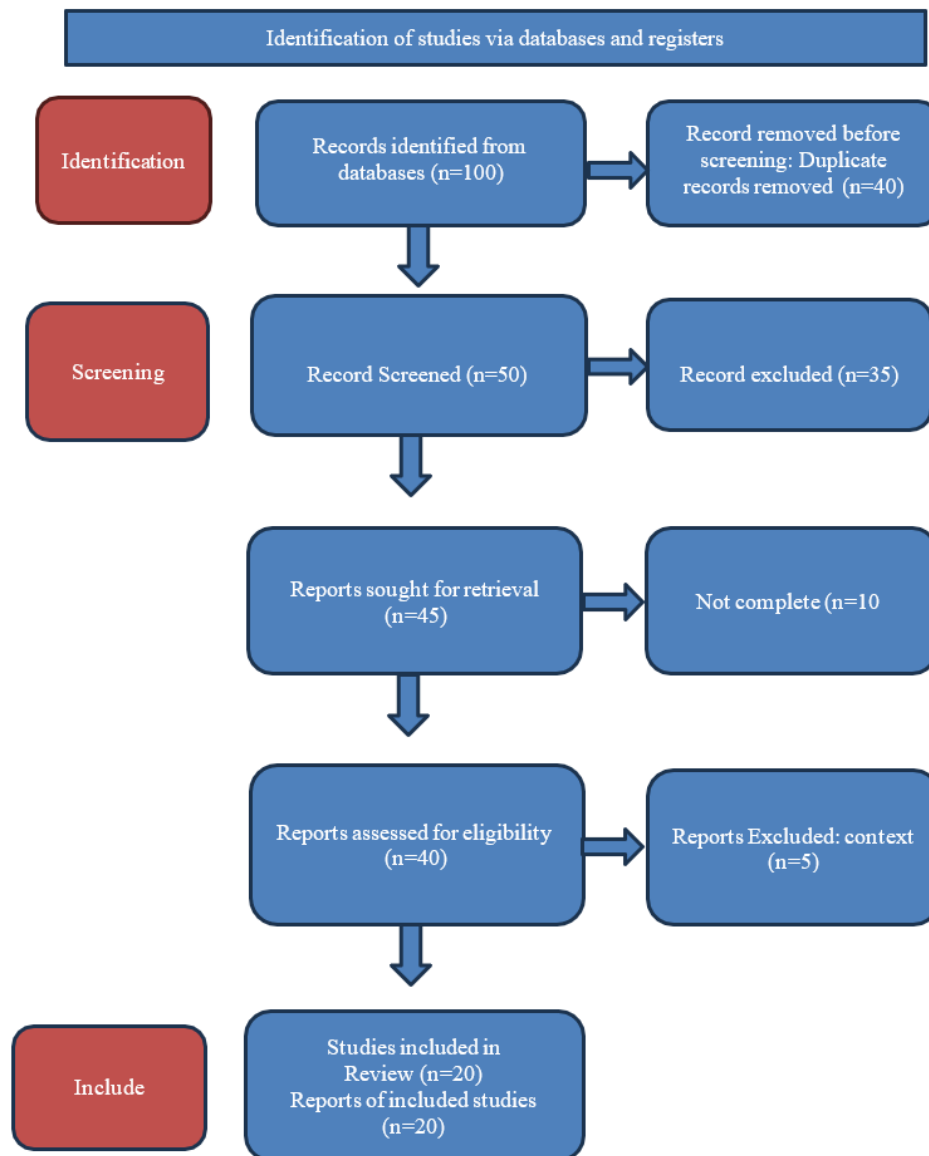 Identification of studies via databases and registers
Identification
Records identified from
databases (n=100)
Record removed before
screening: Duplicate
records removed (n=40)
Screening
Record Screened (n=50)
Record excluded (n=35)
Reports sought for retrieval
(n=45)
Not complete (n=10
Reports assessed for eligibility
(n=40)
Reports Excluded: context
(n=5)
Include
Studies included in
Review (n=20)
Reports of included studies
(n=20)